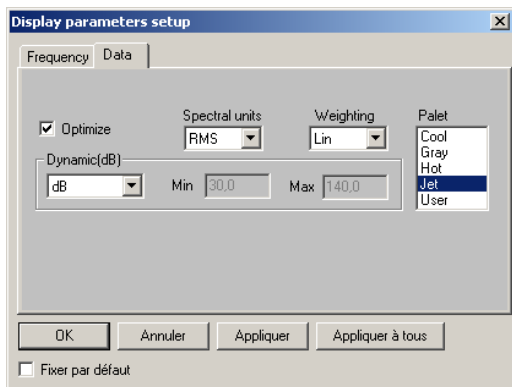 Display parameters setup
Frequency Data
Optimize
Spectral units
RMS
Weighting
Lin
Palet
Cool
Gray
Hot
Jet
User
Dynamic(dB)
dB
Min 30,0
Max 140,0
OK Annuler Appliquer Appliquer à tous
Fixer par défaut